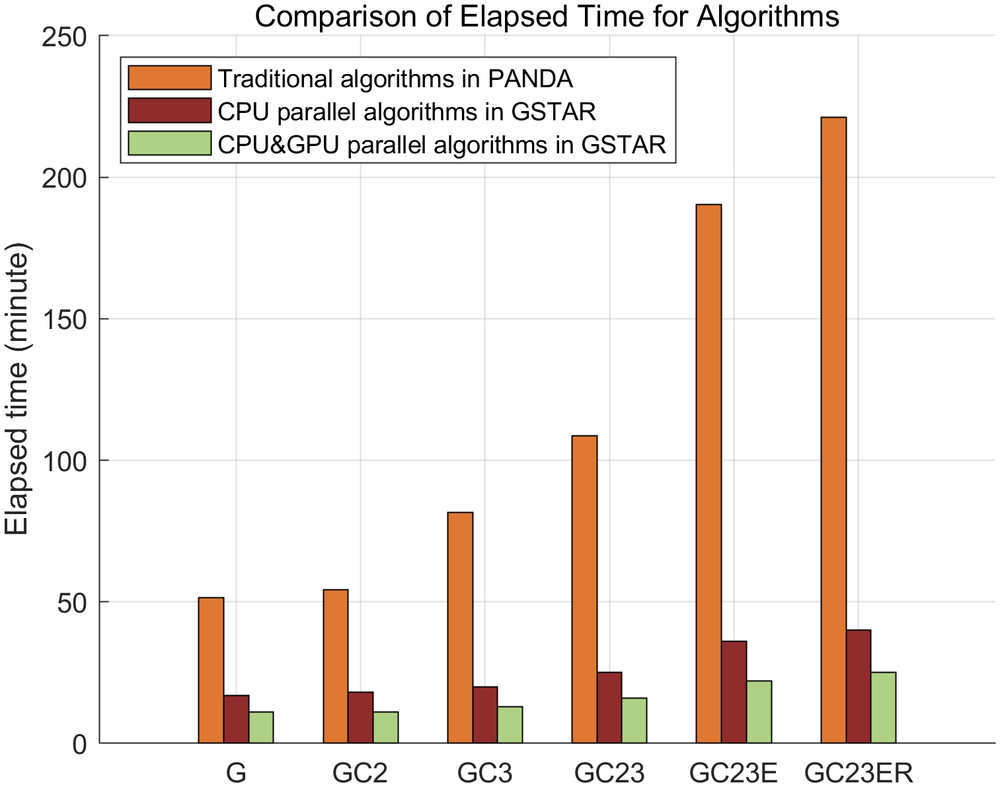 Comparison of Elapsed Time for Algorithms
250
200
150
100
50
0
Elapsed time (minute)
Traditional algorithms in PANDA
CPU parallel algorithms in GSTAR
CPU&GPU parallel algorithms in GSTAR
G
GC2
GC3
GC23
GC23E
GC23ER